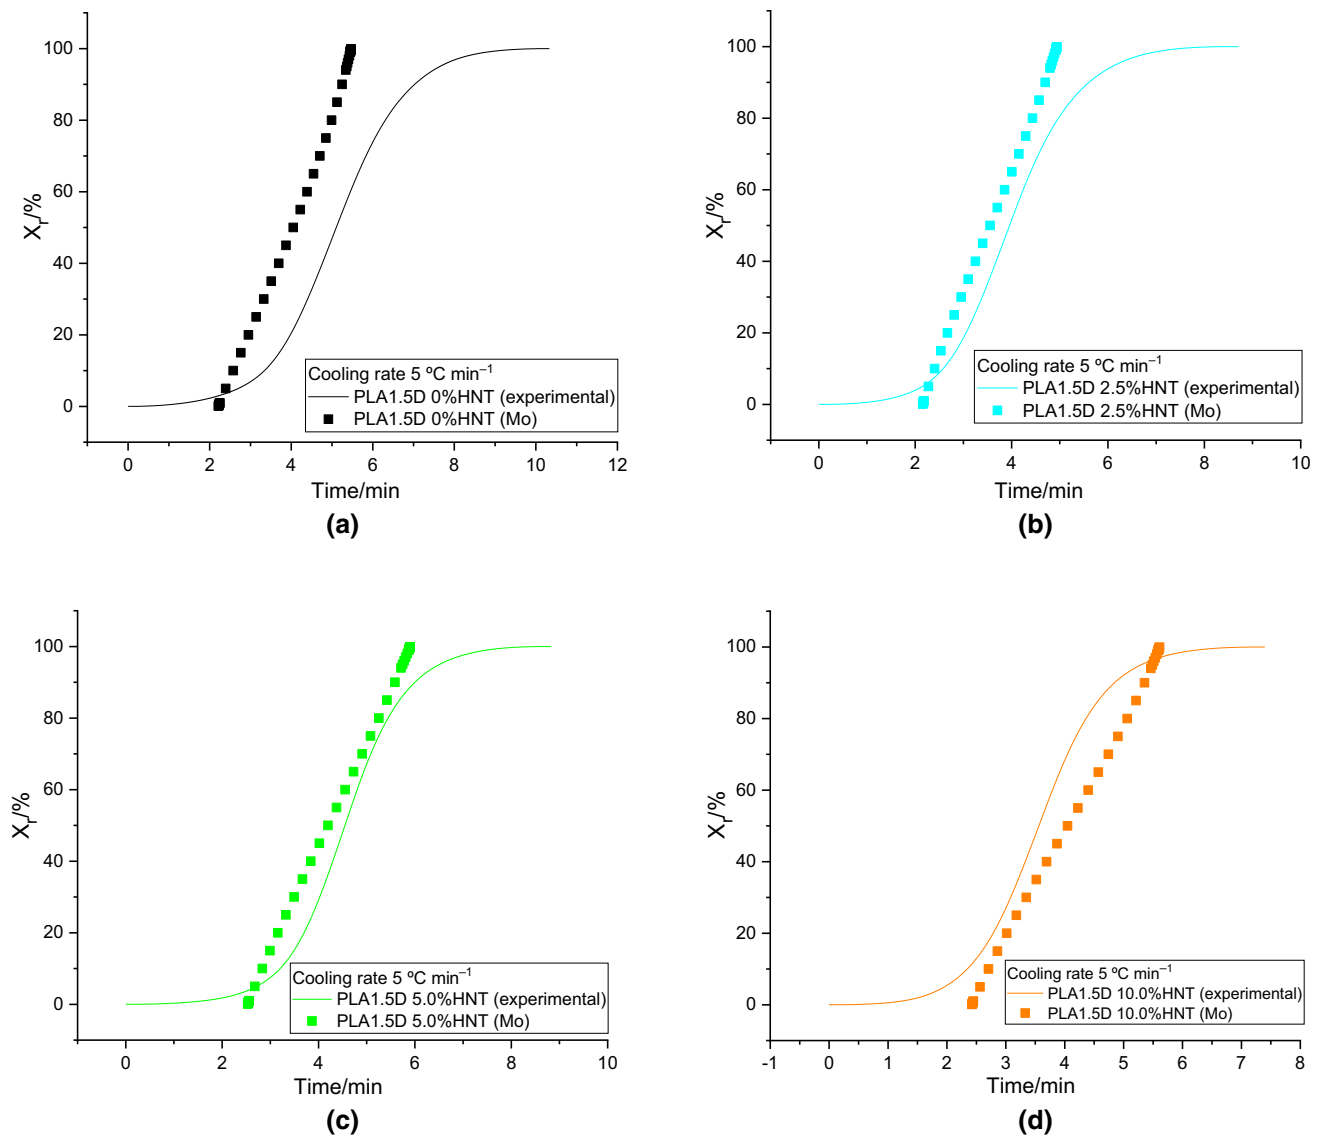 100
80
60
40
20
0
X_r/%
Cooling rate 5 ºC min⁻¹
PLA1.5D 0%HNT (experimental)
PLA1.5D 0%HNT (Mo)
0 2 4 6 8 10 12
Time/min
(a)
100
80
60
40
20
0
X_r/%
Cooling rate 5 ºC min⁻¹
PLA1.5D 2.5%HNT (experimental)
PLA1.5D 2.5%HNT (Mo)
0 2 4 6 8 10
Time/min
(b)
100
80
60
40
20
0
X_r/%
Cooling rate 5 ºC min⁻¹
PLA1.5D 5.0%HNT (experimental)
PLA1.5D 5.0%HNT (Mo)
0 2 4 6 8 10
Time/min
(c)
100
80
60
40
20
0
X_r/%
Cooling rate 5 ºC min⁻¹
PLA1.5D 10.0%HNT (experimental)
PLA1.5D 10.0%HNT (Mo)
-1 0 1 2 3 4 5 6 7 8
Time/min
(d)